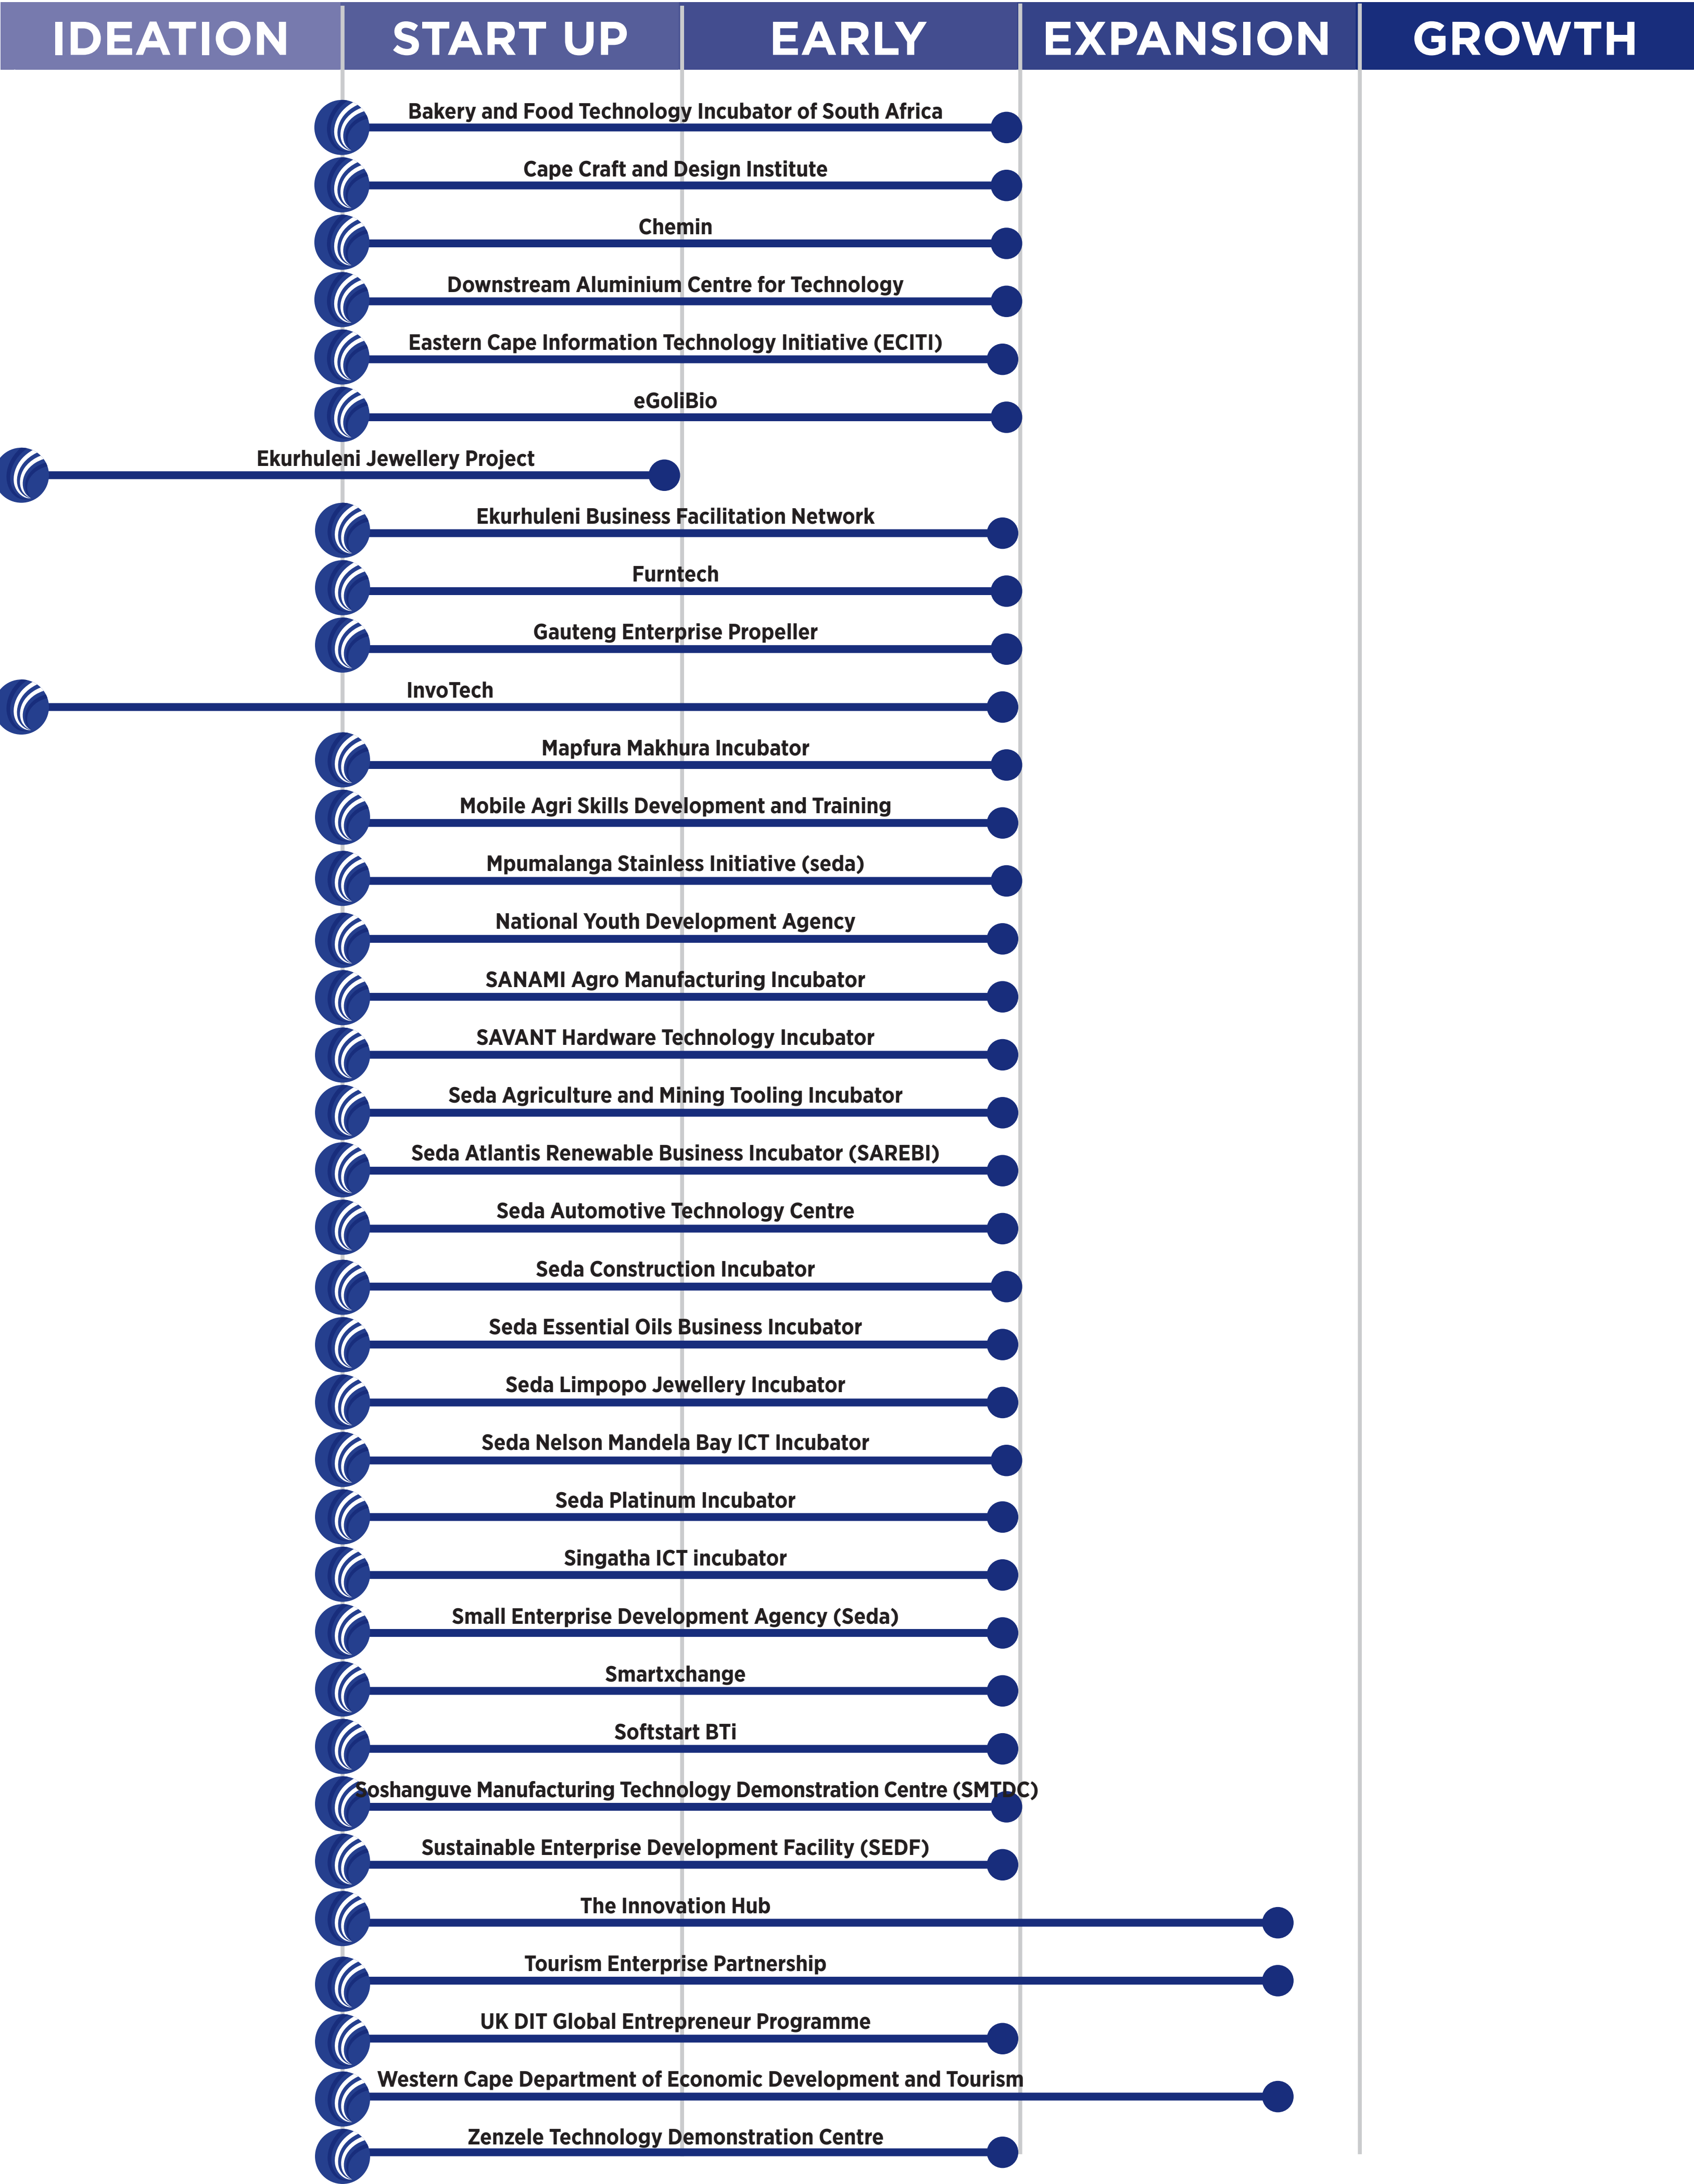 IDEATION START UP EARLY EXPANSION GROWTH
Bakery and Food Technology Incubator of South Africa
Cape Craft and Design Institute
Chemin
Downstream Aluminium Centre for Technology
Eastern Cape Information Technology Initiative (ECITI)
eGoliBio
Ekurhuleni Jewellery Project
Ekurhuleni Business Facilitation Network
Furntech
Gauteng Enterprise Propeller
InvoTech
Mapfura Makhura Incubator
Mobile Agri Skills Development and Training
Mpumalanga Stainless Initiative (seda)
National Youth Development Agency
SANAMI Agro Manufacturing Incubator
SAVANT Hardware Technology Incubator
Seda Agriculture and Mining Tooling Incubator
Seda Atlantis Renewable Business Incubator (SAREBI)
Seda Automotive Technology Centre
Seda Construction Incubator
Seda Essential Oils Business Incubator
Seda Limpopo Jewellery Incubator
Seda Nelson Mandela Bay ICT Incubator
Seda Platinum Incubator
Singatha ICT incubator
Small Enterprise Development Agency (Seda)
Smartxchange
Softstart BTi
Soshanguve Manufacturing Technology Demonstration Centre (SMTDC)
Sustainable Enterprise Development Facility (SEDF)
The Innovation Hub
Tourism Enterprise Partnership
UK DIT Global Entrepreneur Programme
Western Cape Department of Economic Development and Tourism
Zenzele Technology Demonstration Centre